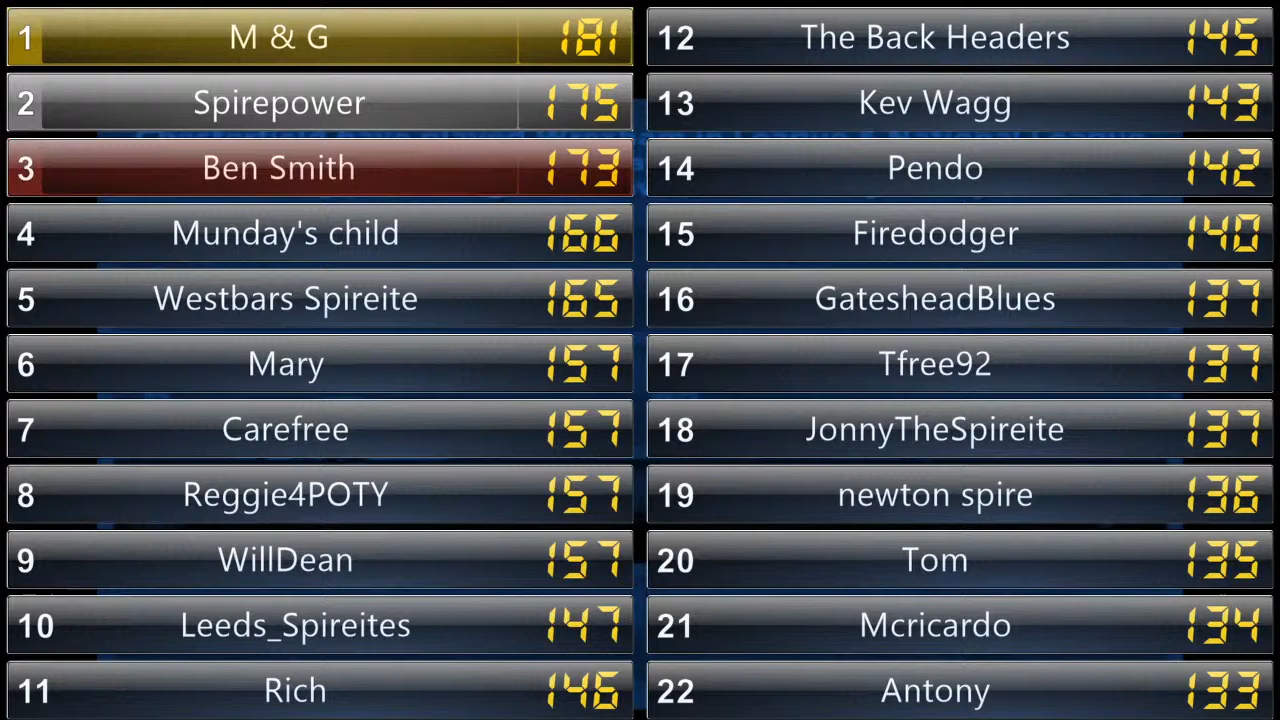 1 M & G 181
2 Spirepower 175
3 Ben Smith 173
4 Munday's child 166
5 Westbars Spireite 165
6 Mary 157
7 Carefree 157
8 Reggie4POTY 157
9 WillDean 157
10 Leeds_Spireites 147
11 Rich 146
12 The Back Headers 145
13 Kev Wagg 143
14 Pendo 142
15 Firedodger 140
16 GatesheadBlues 137
17 Tfree92 137
18 JonnyTheSpireite 137
19 newton spire 136
20 Tom 135
21 Mcricardo 134
22 Antony 133